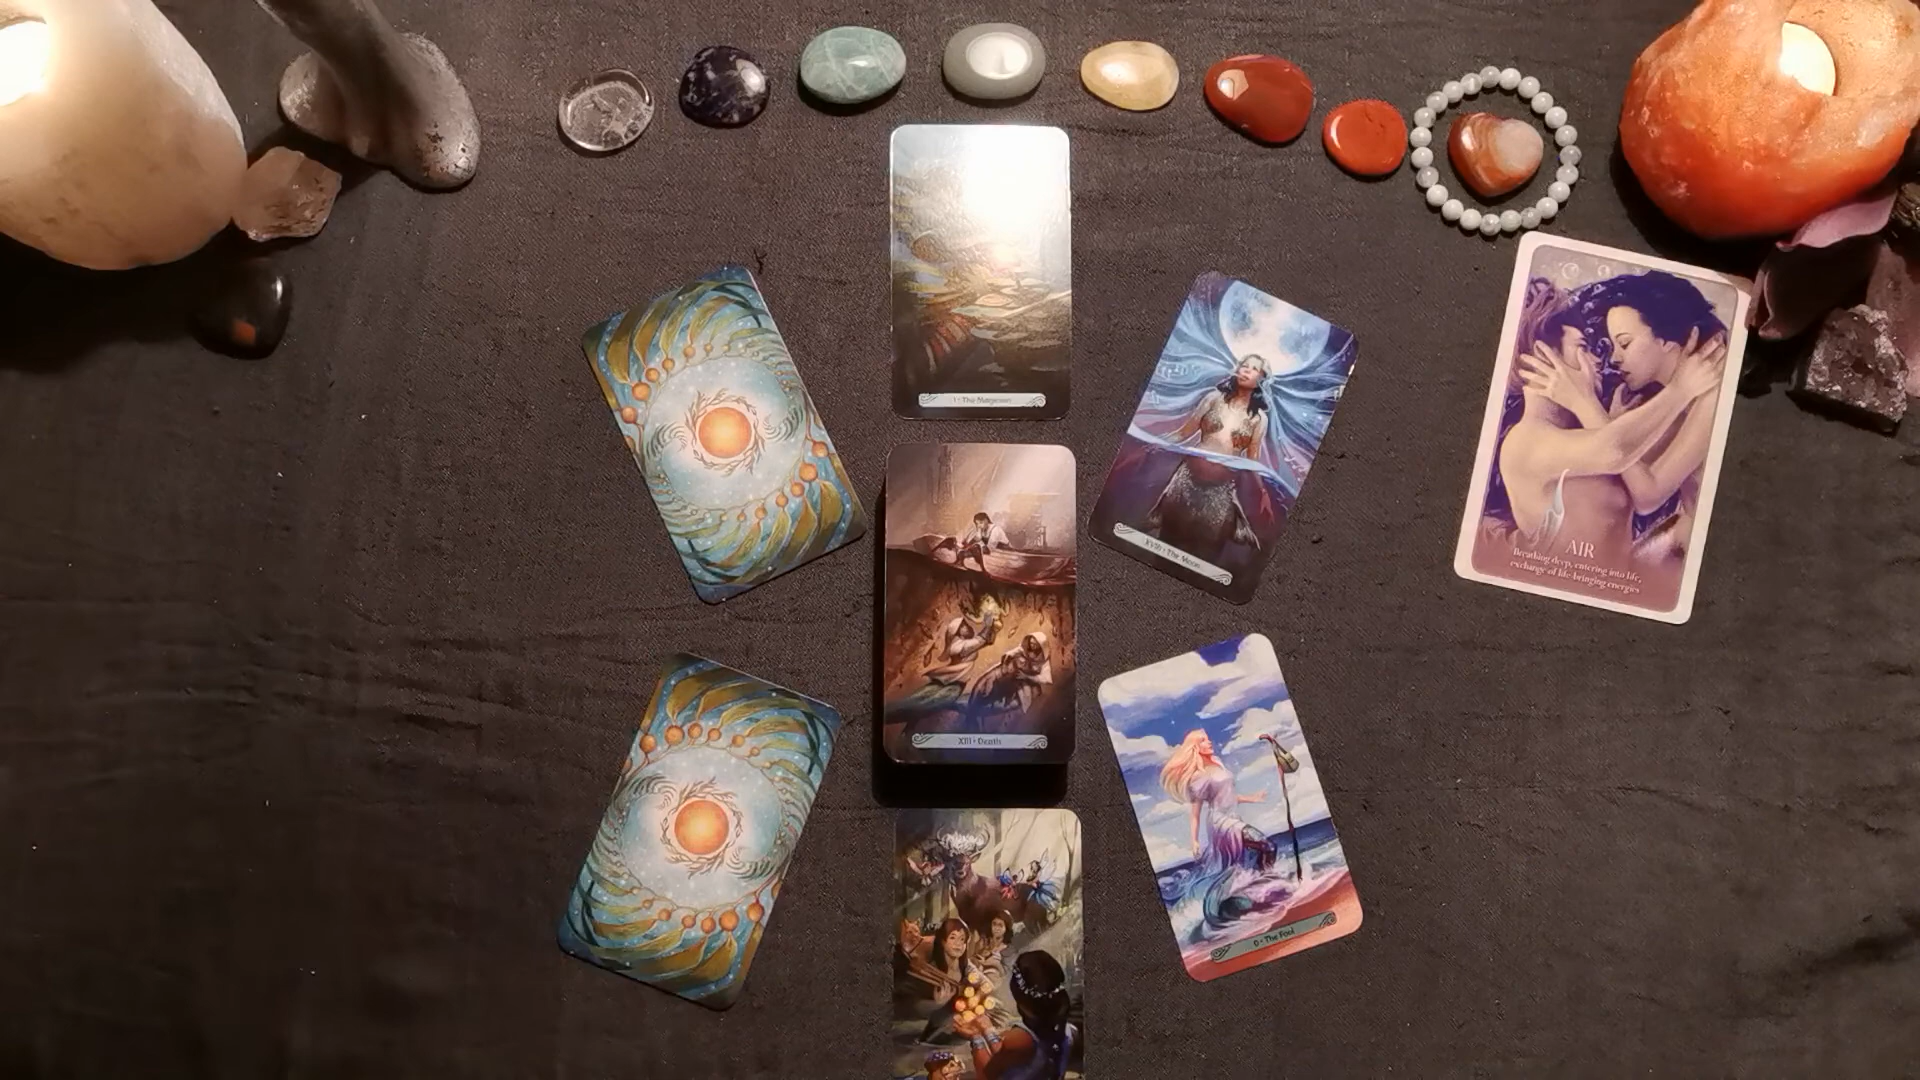 I • The Magician
XVIII • The Moon
AIR
Breathing deep, entering into life,
exchange of life-bringing energies
XIII • Death
0 • The Fool